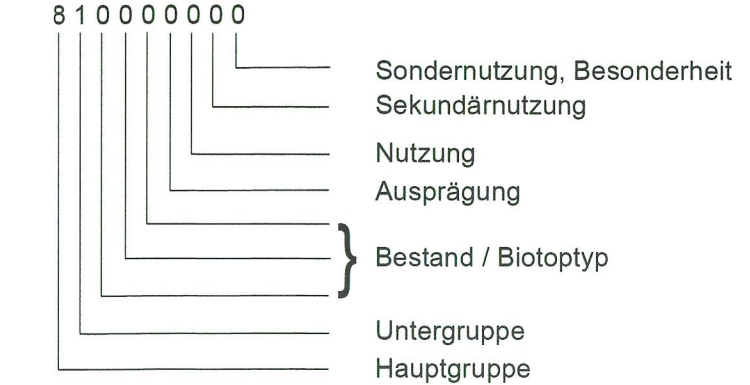 810000000
Sondernutzung, Besonderheit
Sekundärnutzung
Nutzung
Ausprägung
Bestand / Biotoptyp
Untergruppe
Hauptgruppe